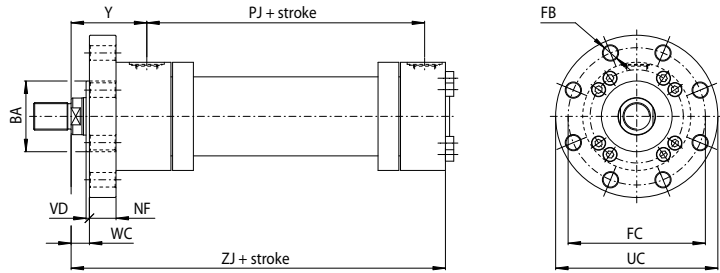 Y
PJ + stroke
FB
BA
VD
NF
WC
FC
ZJ + stroke
UC